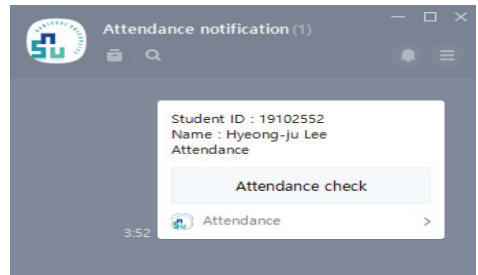 Attendance notification (1)
Student ID : 19102552
Name : Hyeong-ju Lee
Attendance
Attendance check
Attendance
3:52